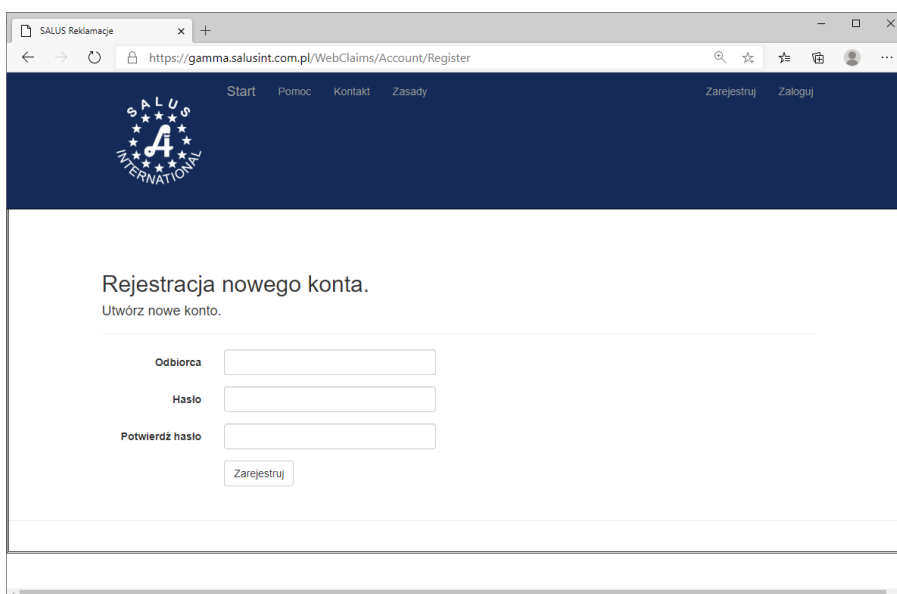 SALUS Reklamacje
https://gamma.salusint.com.pl/WebClaims/Account/Register
SALUS
INTERNATIONAL
Start Pomoc Kontakt Zasady Zarejestruj Zaloguj
Rejestracja nowego konta.
Utwórz nowe konto.
Odbiorca
Hasło
Potwierdź hasło
Zarejestruj